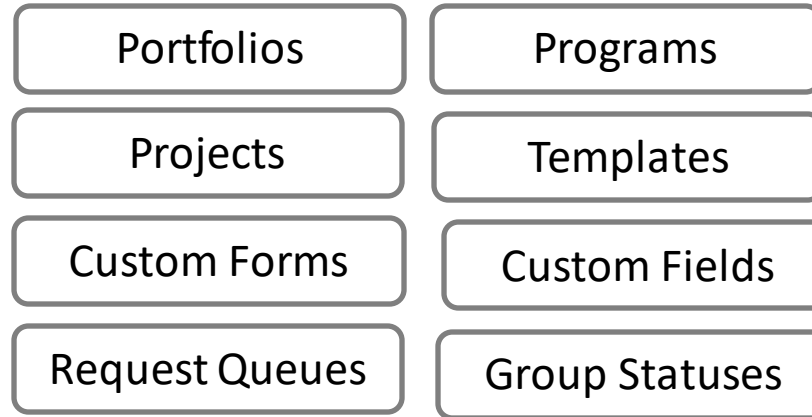 Portfolios
Programs
Projects
Templates
Custom Forms
Custom Fields
Request Queues
Group Statuses